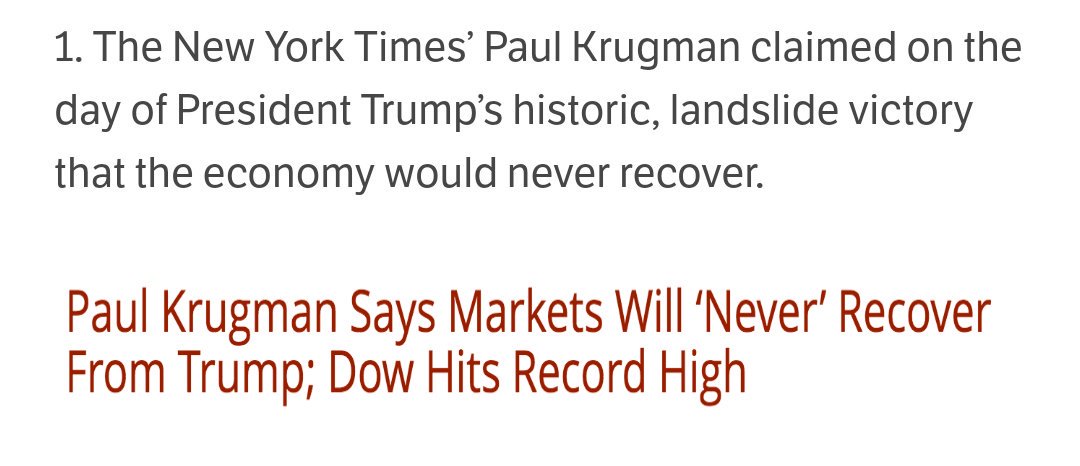 1. The New York Times’ Paul Krugman claimed on the
day of President Trump’s historic, landslide victory
that the economy would never recover.
Paul Krugman Says Markets Will ‘Never’ Recover
From Trump; Dow Hits Record High